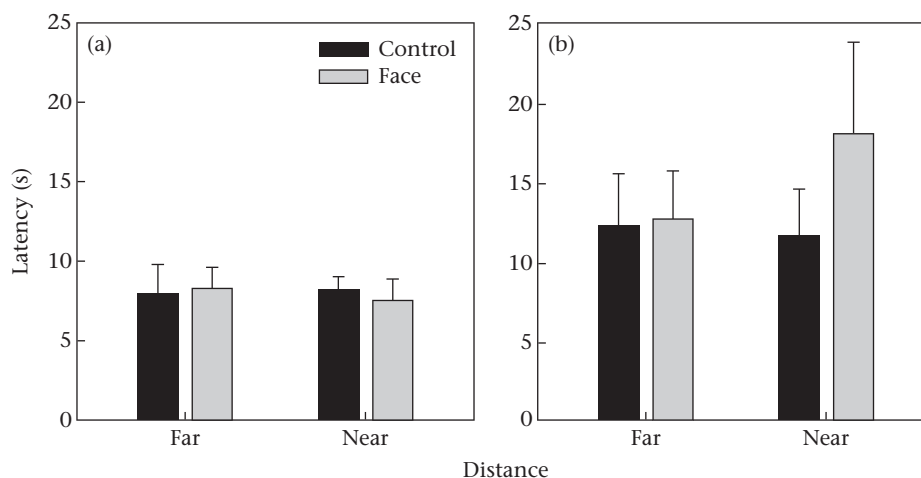 (a)
Control
Face
25
20
15
10
5
0
Latency (s)
Far
Near
(b)
25
20
15
10
5
0
Far
Near
Distance